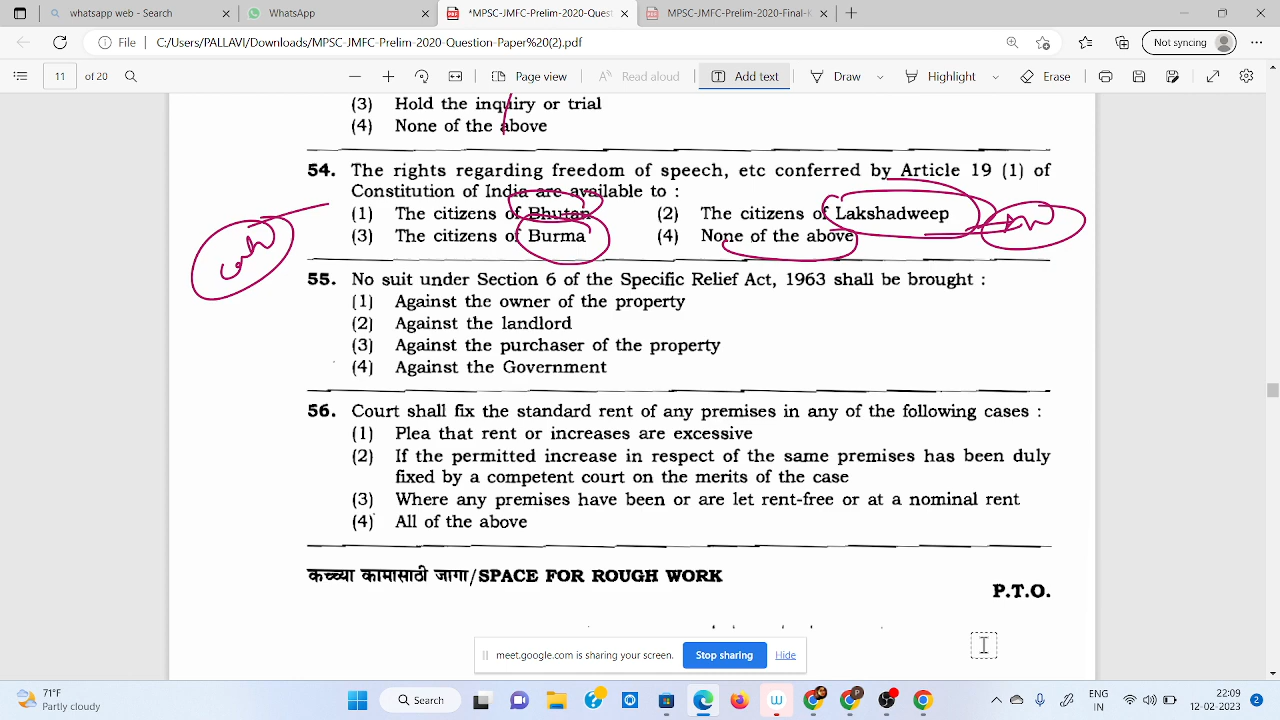 whatsapp web - Search
WhatsApp
*MPSC-JMFC-Prelim-2020-Quest
MPSC-JMFC-Prelim-2020-Final-K
File
C:/Users/PALLAVI/Downloads/MPSC JMFC-Prelim-2020-Question-Paper%20(2).pdf
Not syncing
11 of 20
Page view
Read aloud
Add text
Draw
Highlight
Erase
(3) Hold the inquiry or trial
(4) None of the above
54. The rights regarding freedom of speech, etc conferred by Article 19 (1) of
Constitution of India are available to :
(1) The citizens of Bhutan (2) The citizens of Lakshadweep
(3) The citizens of Burma (4) None of the above
55. No suit under Section 6 of the Specific Relief Act, 1963 shall be brought :
(1) Against the owner of the property
(2) Against the landlord
(3) Against the purchaser of the property
(4) Against the Government
56. Court shall fix the standard rent of any premises in any of the following cases :
(1) Plea that rent or increases are excessive
(2) If the permitted increase in respect of the same premises has been duly
fixed by a competent court on the merits of the case
(3) Where any premises have been or are let rent-free or at a nominal rent
(4) All of the above
कच्च्या कामासाठी जागा/SPACE FOR ROUGH WORK
P.T.O.
meet.google.com is sharing your screen.
Stop sharing
Hide
71°F
Partly cloudy
Search
ENG
IN
22:09
12-02-2023
2